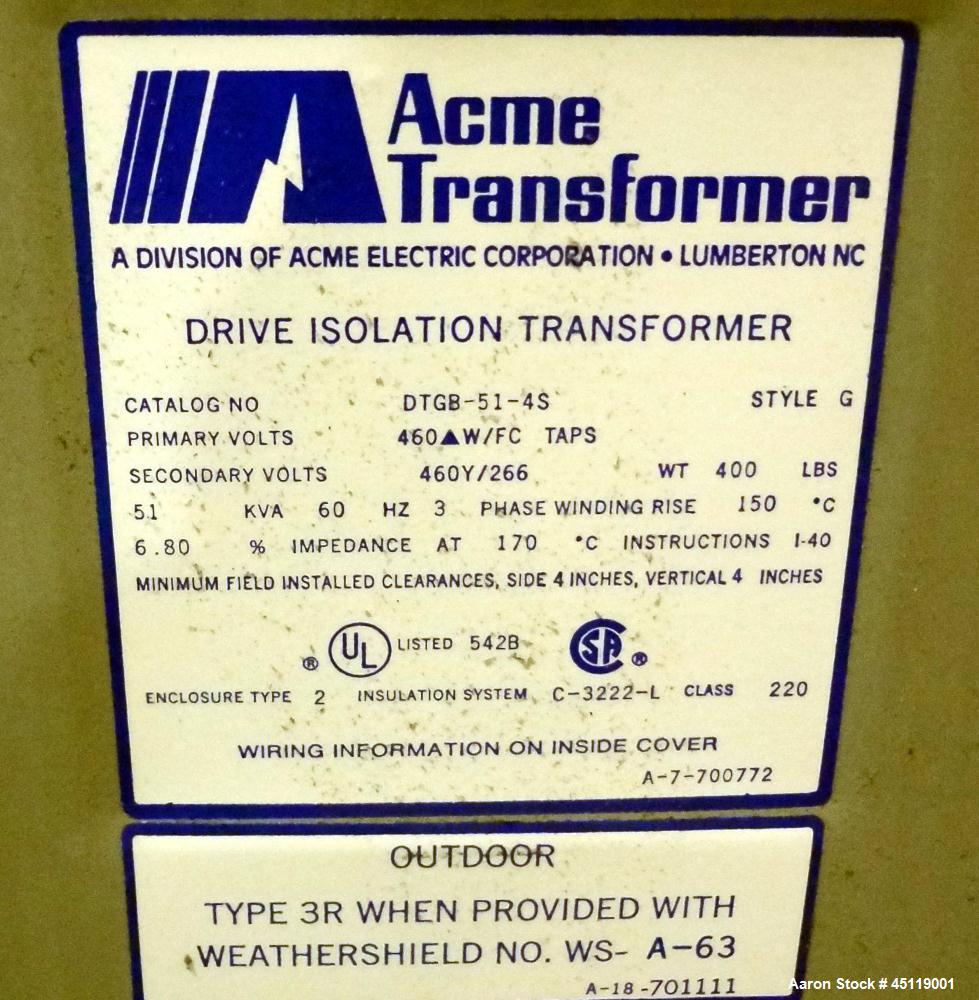 Acme
Transformer
A DIVISION OF ACME ELECTRIC CORPORATION • LUMBERTON NC
DRIVE ISOLATION TRANSFORMER
CATALOG NO DTGB-51-4S STYLE G
PRIMARY VOLTS 460▲W/FC TAPS
SECONDARY VOLTS 460Y/266 WT 400 LBS
51 KVA 60 HZ 3 PHASE WINDING RISE 150 °C
6.80 % IMPEDANCE AT 170 °C INSTRUCTIONS I-40
MINIMUM FIELD INSTALLED CLEARANCES, SIDE 4 INCHES, VERTICAL 4 INCHES
® UL LISTED 542B SA ®
ENCLOSURE TYPE 2 INSULATION SYSTEM C-3222-L CLASS 220
WIRING INFORMATION ON INSIDE COVER
A-7-700772
OUTDOOR
TYPE 3R WHEN PROVIDED WITH
WEATHERSHIELD NO. WS- A-63
A-18-701111
Aaron Stock # 45119001